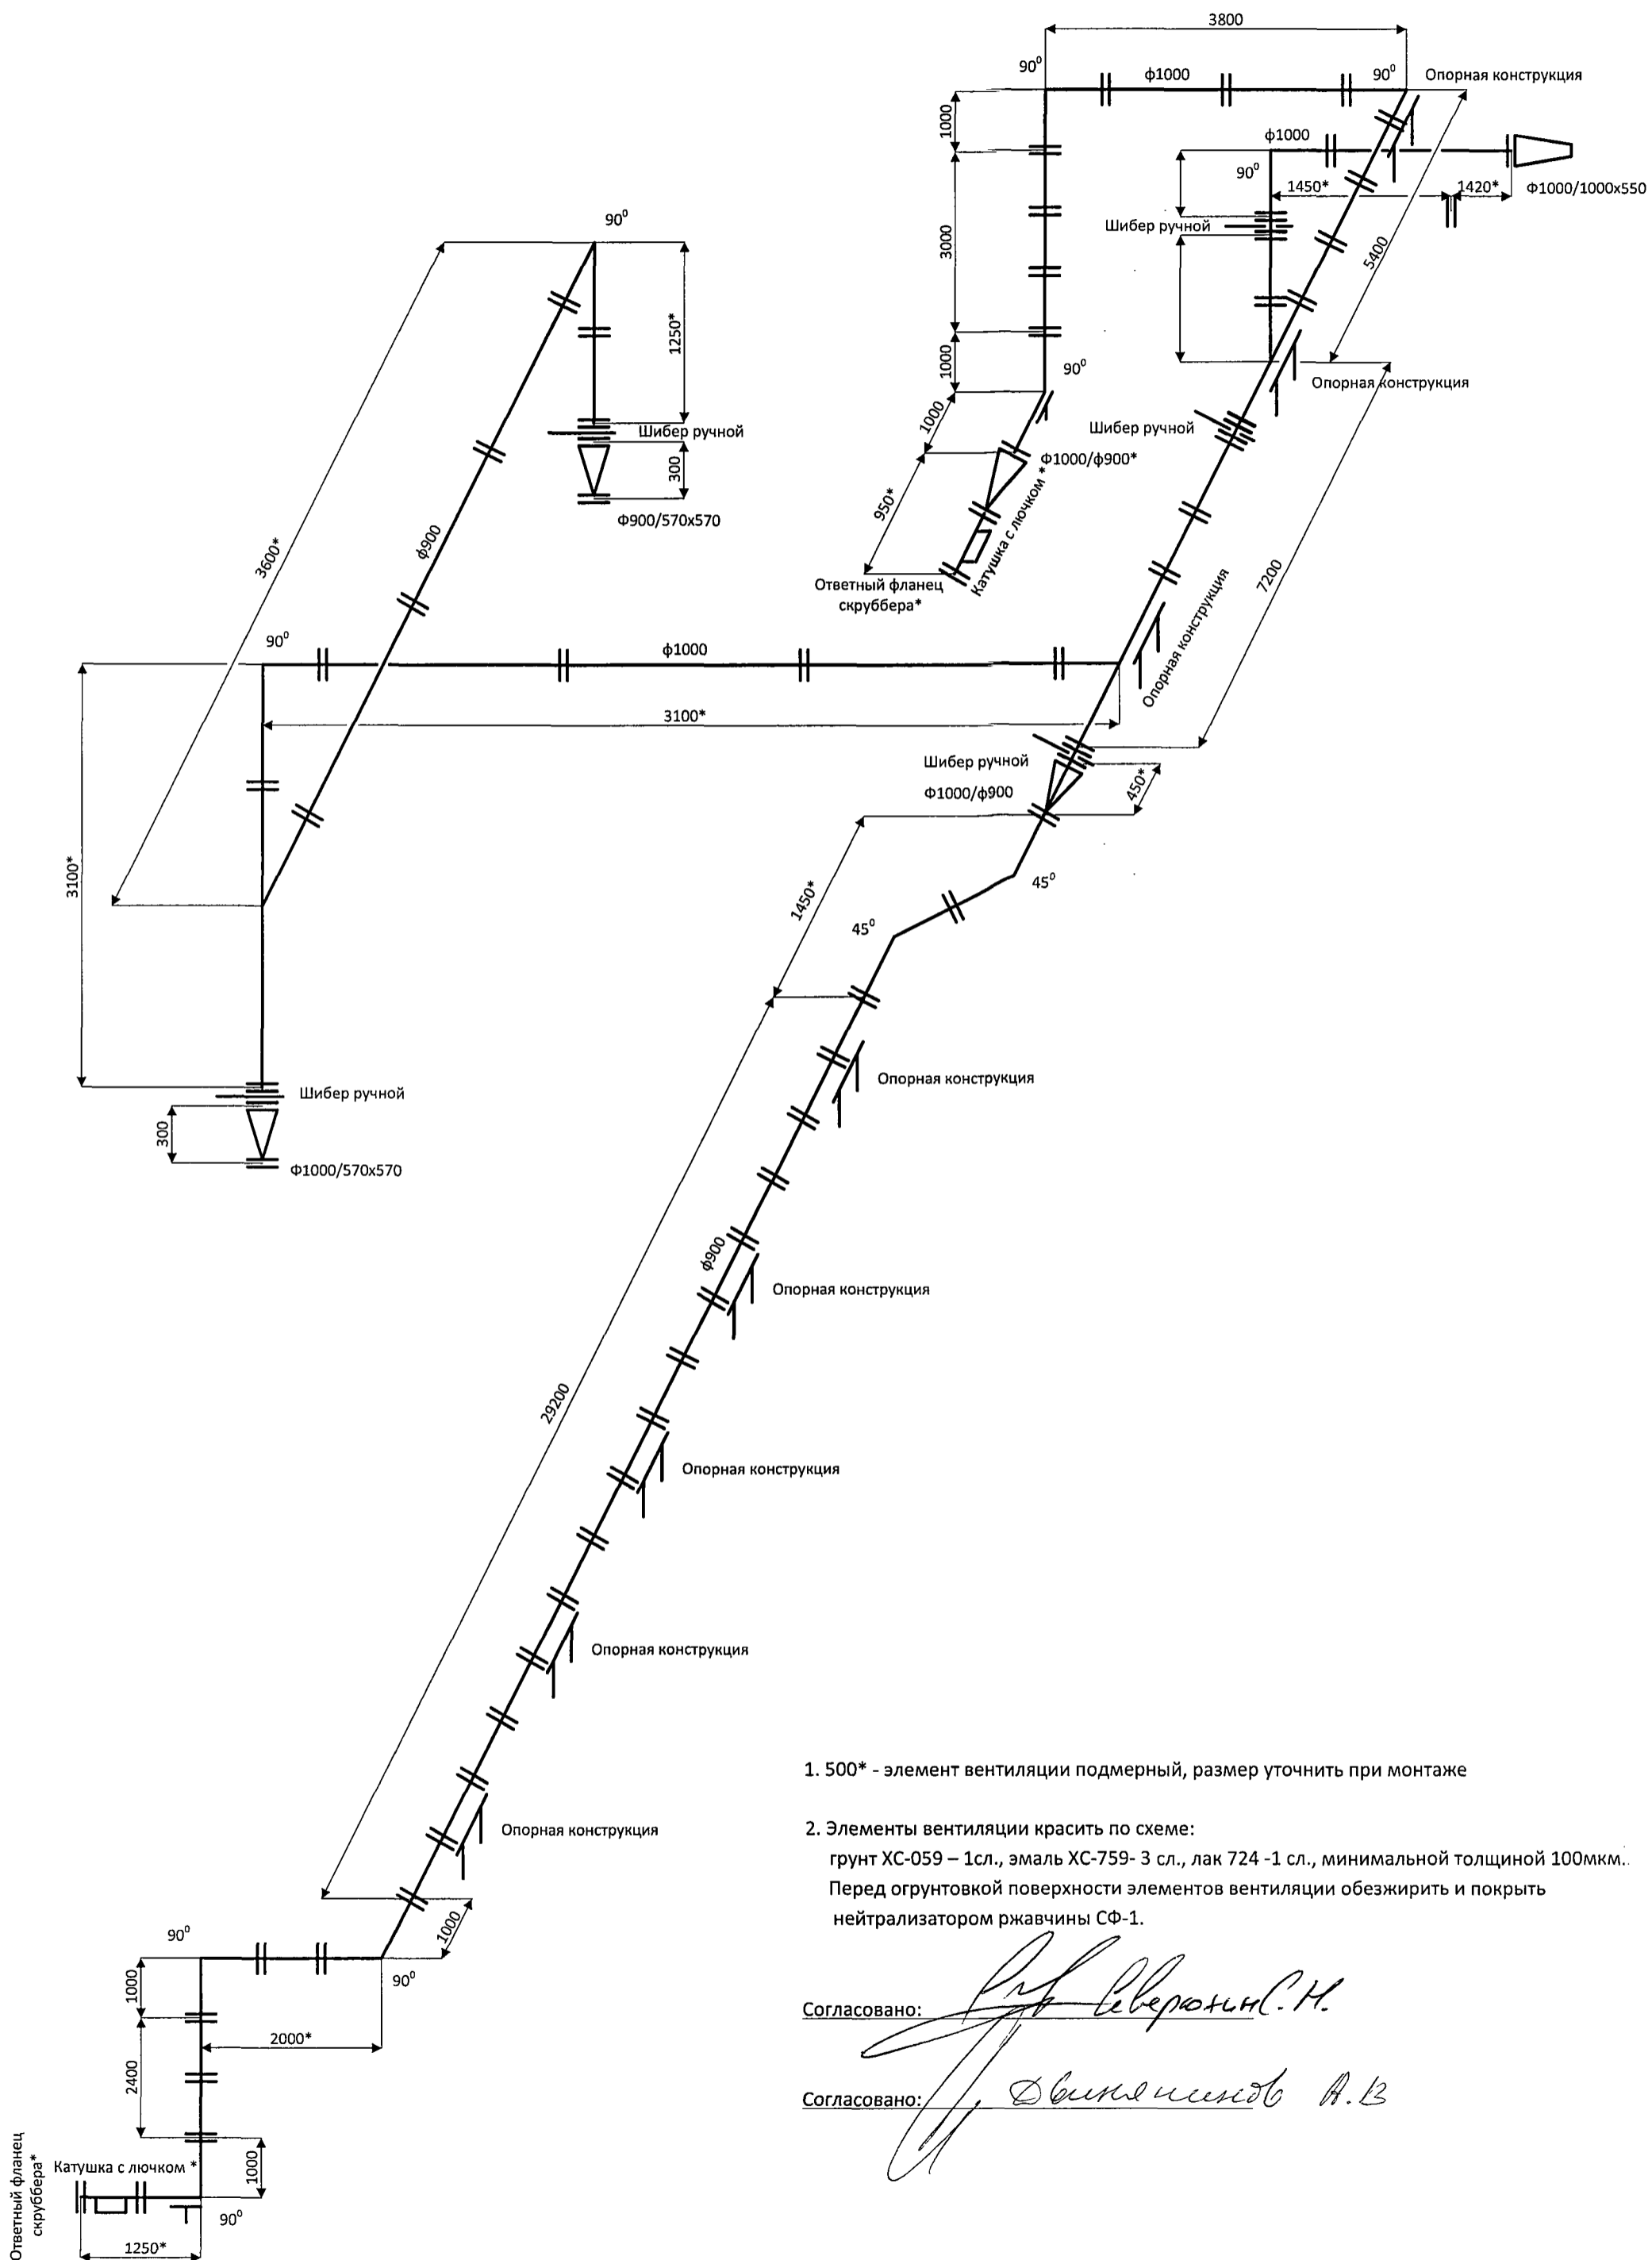 3800
90⁰
ф1000
90⁰
Опорная конструкция
1000
ф1000
90⁰
1450*
1420*
Ф1000/1000х550
90⁰
Шибер ручной
3000
5400
1250*
1000
90⁰
Опорная конструкция
Шибер ручной
1000
Шибер ручной
300
Ф1000/ф900*
Ф900/570х570
950*
Катушка с лючком *
3600*
ф900
Ответный фланец
скруббера*
7200
Опорная конструкция
90⁰
ф1000
3100*
Шибер ручной
Ф1000/ф900
450*
3100*
1450*
45⁰
45⁰
Опорная конструкция
Шибер ручной
300
Ф1000/570х570
ф900
Опорная конструкция
29200
Опорная конструкция
Опорная конструкция
Опорная конструкция
1. 500* - элемент вентиляции подмерный, размер уточнить при монтаже
2. Элементы вентиляции красить по схеме:
грунт ХС-059 – 1сл., эмаль ХС-759- 3 сл., лак 724 -1 сл., минимальной толщиной 100мкм.
Перед огрунтовкой поверхности элементов вентиляции обезжирить и покрыть
нейтрализатором ржавчины СФ-1.
1000
90⁰
90⁰
1000
2000*
2400
1000
Согласовано: С.Н.
Согласовано: А.В
Ответный фланец
скруббера*
Катушка с лючком *
90⁰
1250*